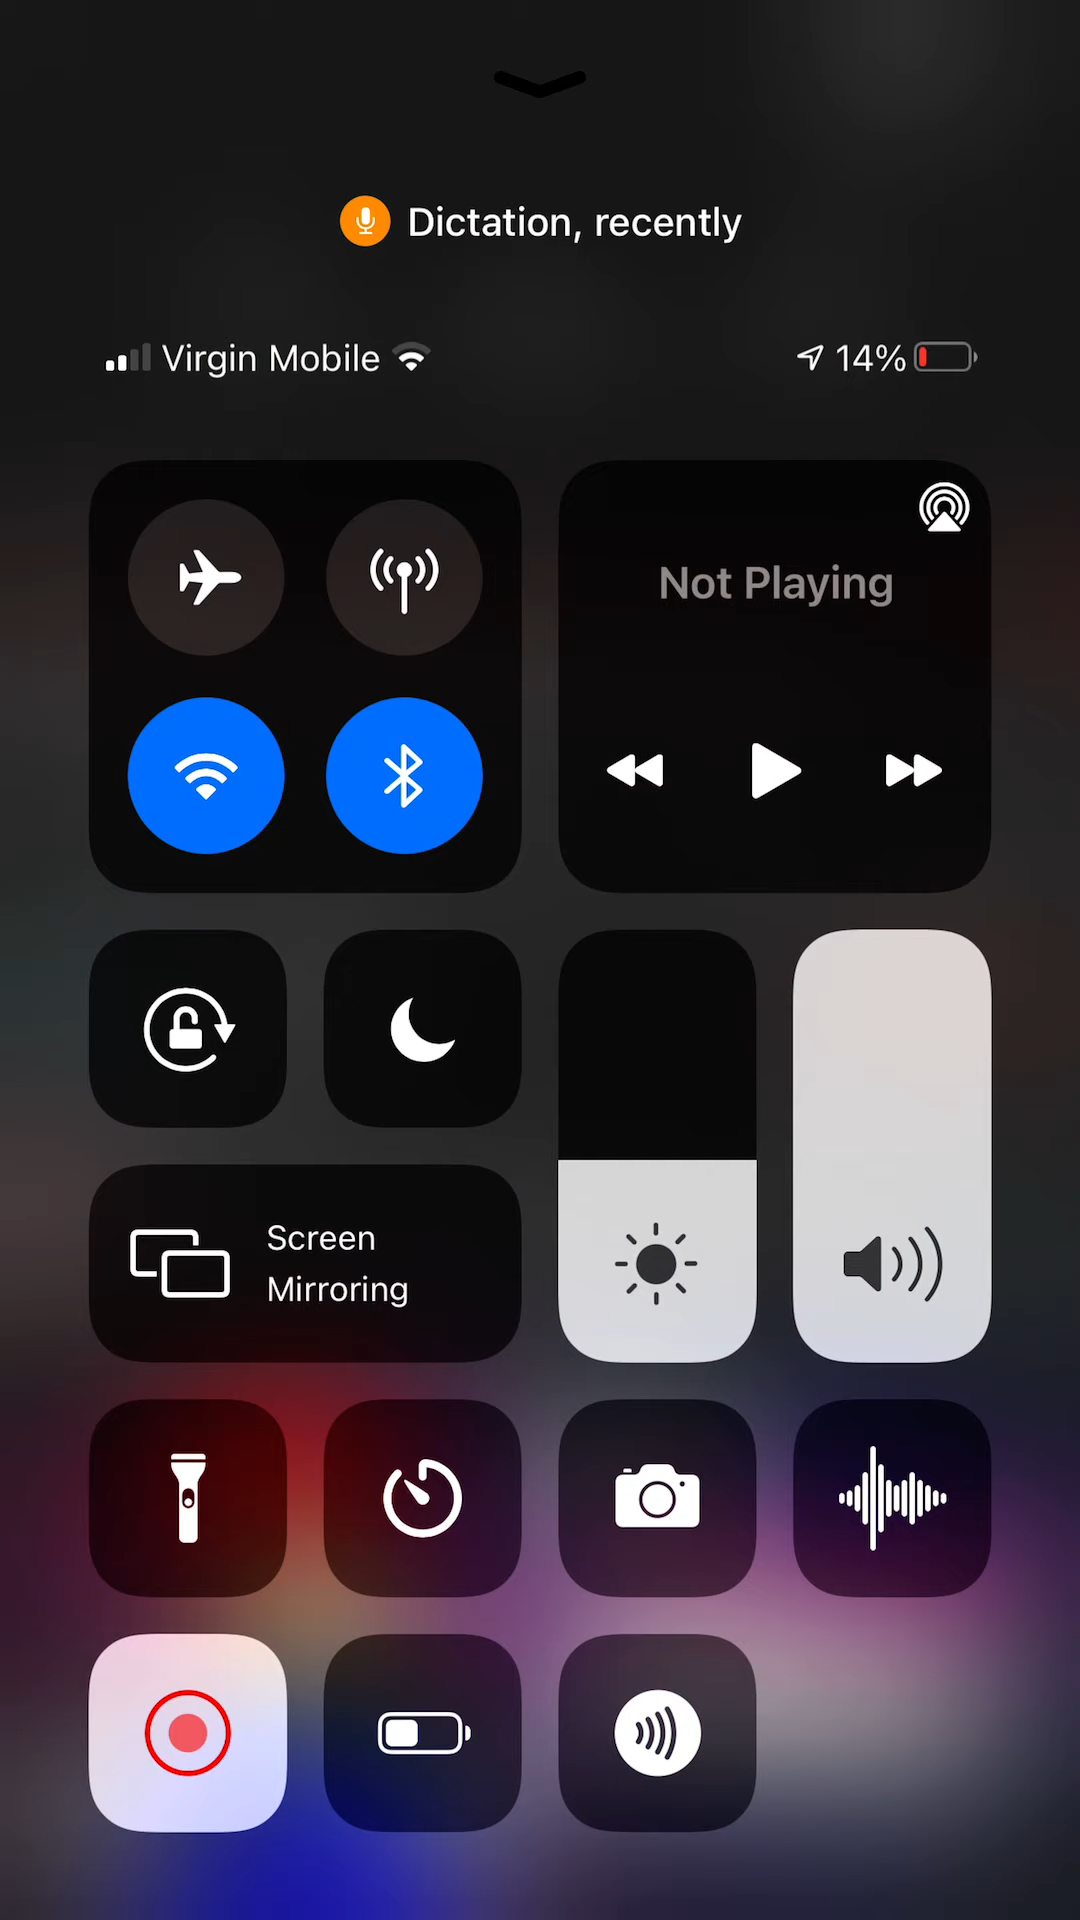 Dictation, recently
Virgin Mobile
14%
Not Playing
Screen
Mirroring